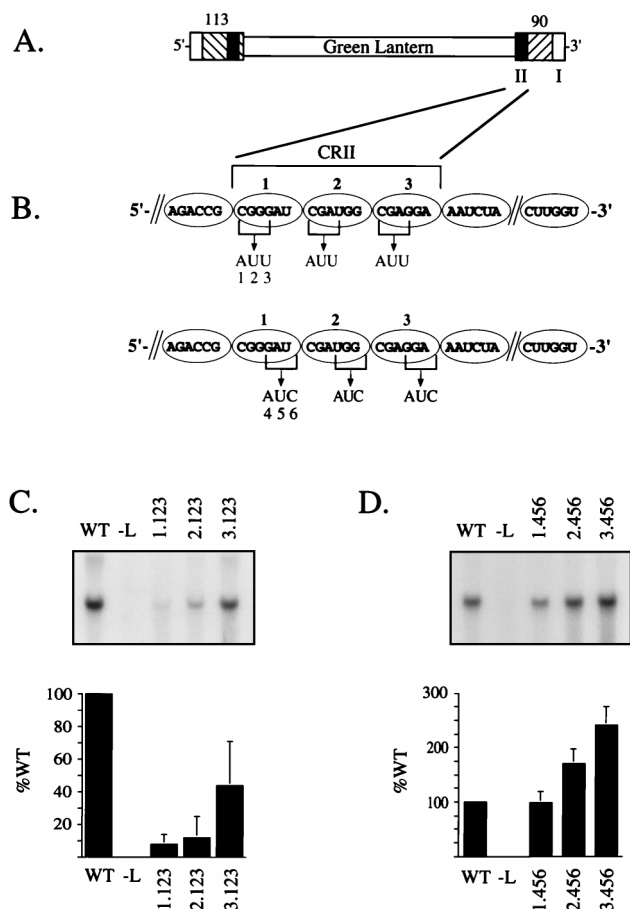 A.
113
90
5'-
Green Lantern
-3'
II
I
CRII
B.
1 2 3
5'-// AGACCG CGGGAU CGAUGG CGAGGA AAUCUA // CUUGGU -3'
AUU AUU AUU
1 2 3
1 2 3
5'-// AGACCG CGGGAU CGAUGG CGAGGA AAUCUA // CUUGGU -3'
AUC AUC AUC
4 5 6
C.
WT -L 1.123 2.123 3.123
%WT
100
80
60
40
20
WT -L 1.123 2.123 3.123
D.
WT -L 1.456 2.456 3.456
%WT
300
200
100
WT -L 1.456 2.456 3.456